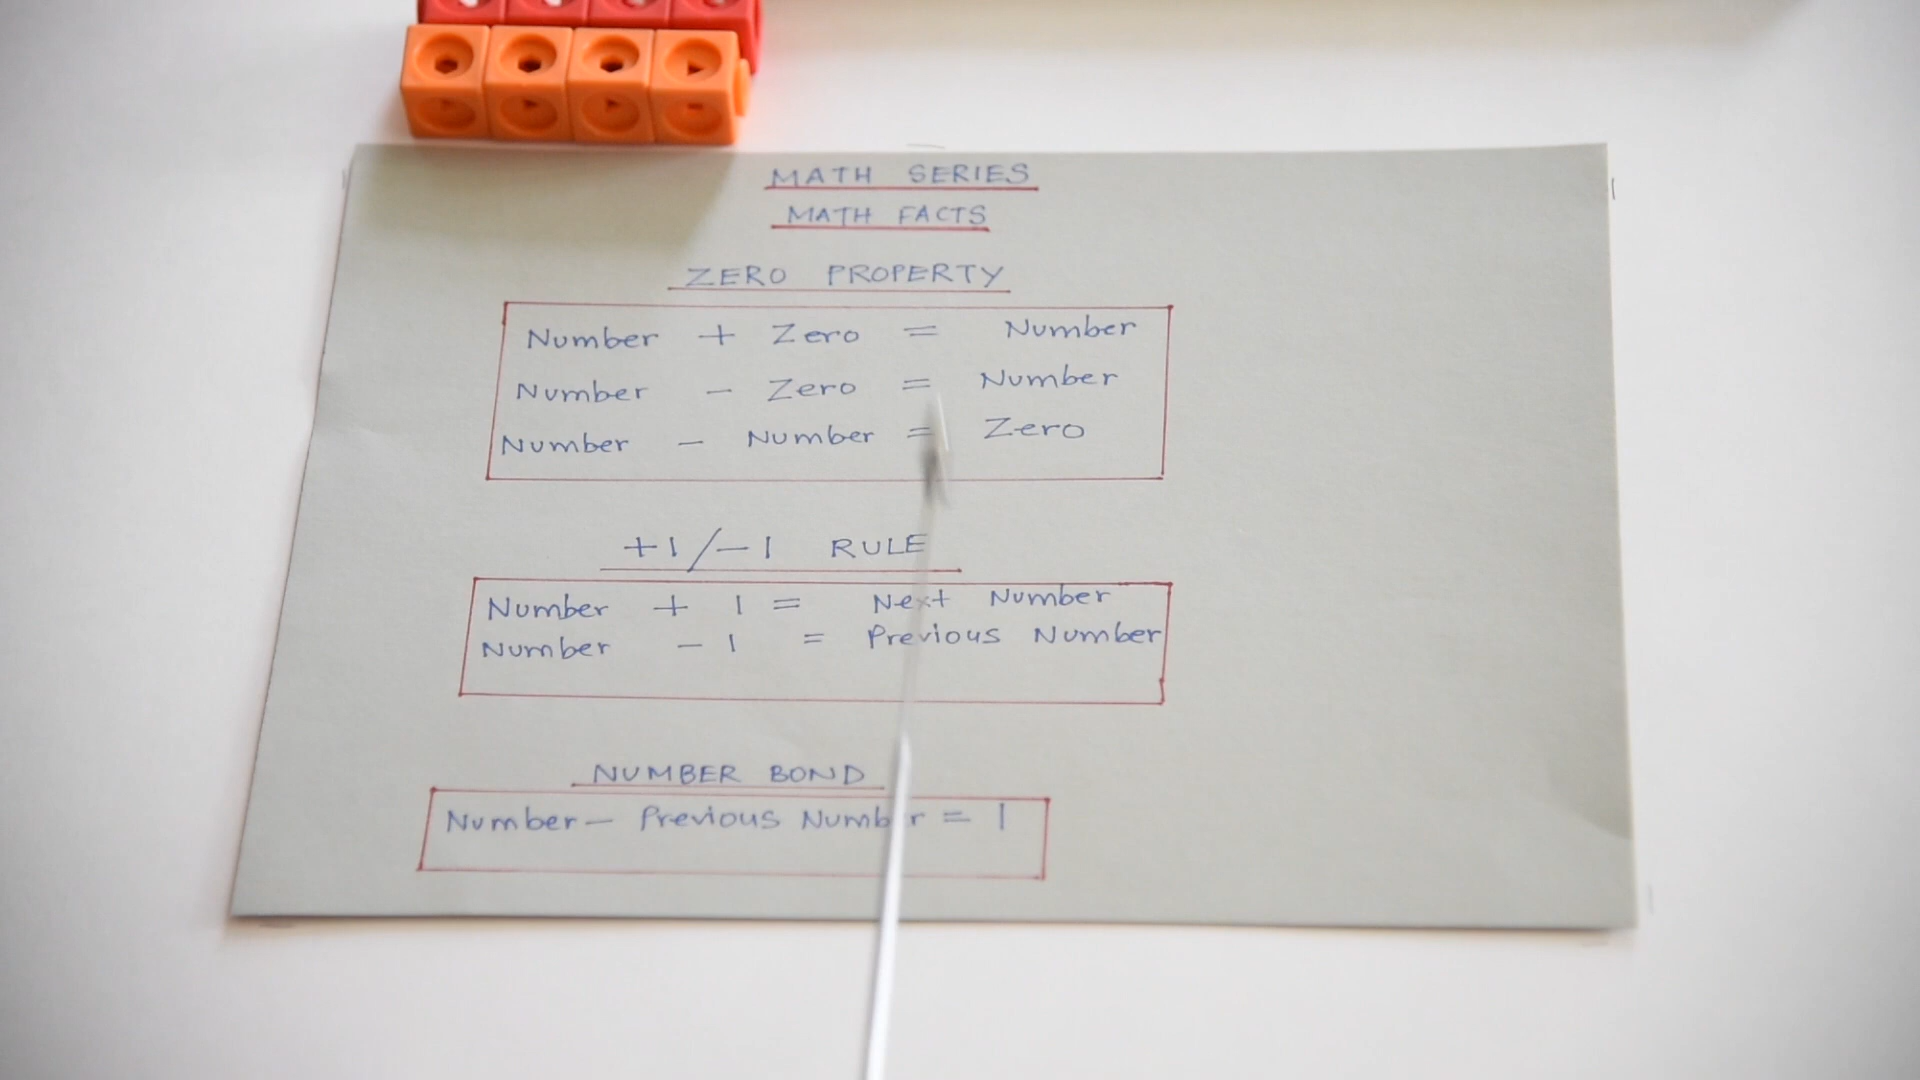 MATH SERIES
MATH FACTS
ZERO PROPERTY
Number + Zero = Number
Number - Zero = Number
Number - Number = Zero
+1/-1 RULE
Number + 1 = Next Number
Number - 1 = Previous Number
NUMBER BOND
Number - Previous Number = 1